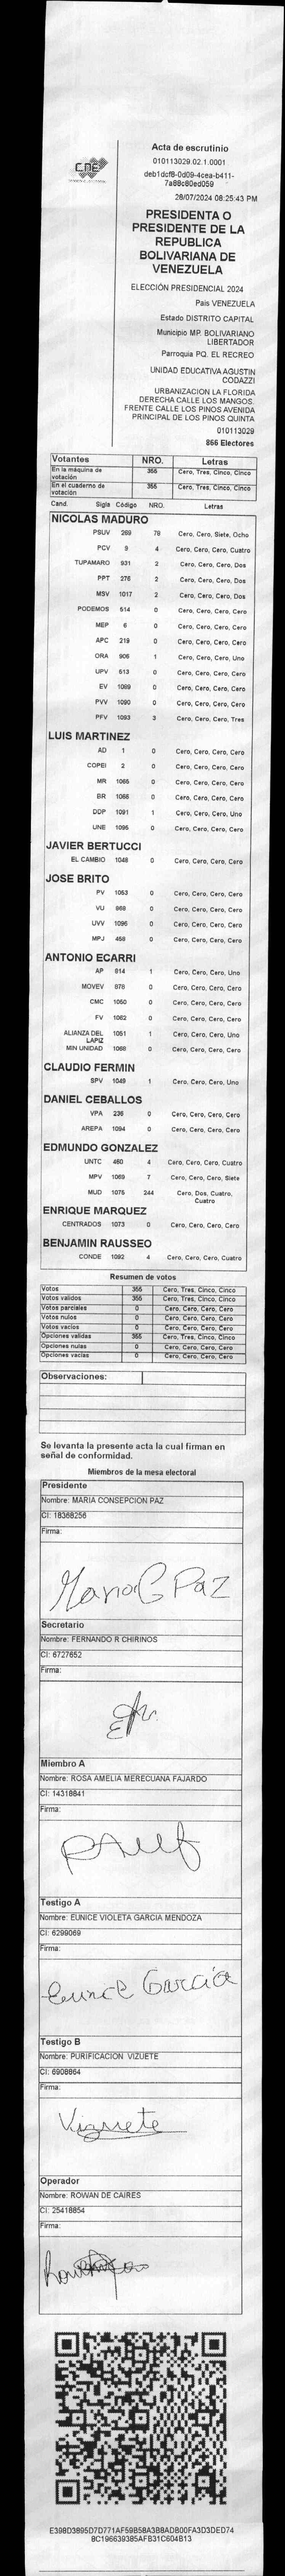 CNE
Acta de escrutinio
010113029.02.1.0001
deb1dcf8-0d09-4cea-b411-
7a88c80ed059
28/07/2024 08:25:43 PM
PRESIDENTA O
PRESIDENTE DE LA
REPUBLICA
BOLIVARIANA DE
VENEZUELA
ELECCIÓN PRESIDENCIAL 2024
Pais VENEZUELA
Estado DISTRITO CAPITAL
Municipio MP. BOLIVARIANO
LIBERTADOR
Parroquia PQ. EL RECREO
UNIDAD EDUCATIVA AGUSTIN
CODAZZI
URBANIZACION LA FLORIDA
DERECHA CALLE LOS MANGOS.
FRENTE CALLE LOS PINOS AVENIDA
PRINCIPAL DE LOS PINOS QUINTA
010113029
866 Electores
Votantes NRO. Letras
En la máquina de votación 355 Cero, Tres, Cinco, Cinco
En el cuaderno de votación 355 Cero, Tres, Cinco, Cinco
Cand. Sigla Código NRO. Letras
NICOLAS MADURO
PSUV 269 78 Cero, Cero, Siete, Ocho
PCV 9 4 Cero, Cero, Cero, Cuatro
TUPAMARO 931 2 Cero, Cero, Cero, Dos
PPT 276 2 Cero, Cero, Cero, Dos
MSV 1017 2 Cero, Cero, Cero, Dos
PODEMOS 514 0 Cero, Cero, Cero, Cero
MEP 6 0 Cero, Cero, Cero, Cero
APC 219 0 Cero, Cero, Cero, Cero
ORA 906 1 Cero, Cero, Cero, Uno
UPV 613 0 Cero, Cero, Cero, Cero
EV 1089 0 Cero, Cero, Cero, Cero
PVV 1090 0 Cero, Cero, Cero, Cero
PFV 1093 3 Cero, Cero, Cero, Tres
LUIS MARTINEZ
AD 1 0 Cero, Cero, Cero, Cero
COPEI 2 0 Cero, Cero, Cero, Cero
MR 1065 0 Cero, Cero, Cero, Cero
BR 1066 0 Cero, Cero, Cero, Cero
DDP 1091 1 Cero, Cero, Cero, Uno
UNE 1095 0 Cero, Cero, Cero, Cero
JAVIER BERTUCCI
EL CAMBIO 1048 0 Cero, Cero, Cero, Cero
JOSE BRITO
PV 1053 0 Cero, Cero, Cero, Cero
VU 968 0 Cero, Cero, Cero, Cero
UVV 1096 0 Cero, Cero, Cero, Cero
MPJ 458 0 Cero, Cero, Cero, Cero
ANTONIO ECARRI
AP 914 1 Cero, Cero, Cero, Uno
MOVEV 878 0 Cero, Cero, Cero, Cero
CMC 1050 0 Cero, Cero, Cero, Cero
FV 1062 0 Cero, Cero, Cero, Cero
ALIANZA DEL LAPIZ 1051 1 Cero, Cero, Cero, Uno
MIN UNIDAD 1068 0 Cero, Cero, Cero, Cero
CLAUDIO FERMIN
SPV 1049 1 Cero, Cero, Cero, Uno
DANIEL CEBALLOS
VPA 236 0 Cero, Cero, Cero, Cero
AREPA 1094 0 Cero, Cero, Cero, Cero
EDMUNDO GONZALEZ
UNTC 460 4 Cero, Cero, Cero, Cuatro
MPV 1069 7 Cero, Cero, Cero, Siete
MUD 1075 244 Cero, Dos, Cuatro, Cuatro
ENRIQUE MARQUEZ
CENTRADOS 1073 0 Cero, Cero, Cero, Cero
BENJAMIN RAUSSEO
CONDE 1092 4 Cero, Cero, Cero, Cuatro
Resumen de votos
Votos 355 Cero, Tres, Cinco, Cinco
Votos validos 355 Cero, Tres, Cinco, Cinco
Votos parciales 0 Cero, Cero, Cero, Cero
Votos nulos 0 Cero, Cero, Cero, Cero
Votos vacios 0 Cero, Cero, Cero, Cero
Opciones validas 355 Cero, Tres, Cinco, Cinco
Opciones nulas 0 Cero, Cero, Cero, Cero
Opciones vacias 0 Cero, Cero, Cero, Cero
Observaciones:
Se levanta la presente acta la cual firman en
señal de conformidad.
Miembros de la mesa electoral
Presidente
Nombre: MARIA CONSEPCION PAZ
CI: 18368256
Firma:
Maria C Paz
Secretario
Nombre: FERNANDO R CHIRINOS
CI: 6727652
Firma:
Miembro A
Nombre: ROSA AMELIA MERECUANA FAJARDO
CI: 14318841
Firma:
Testigo A
Nombre: EUNICE VIOLETA GARCIA MENDOZA
CI: 6299069
Firma:
Eunice Garcia
Testigo B
Nombre: PURIFICACION VIZUETE
CI: 6908864
Firma:
Vizuete
Operador
Nombre: ROWAN DE CAIRES
CI: 25418854
Firma:
E398D3895D7D771AF59B58A3B8ADB00FA3D3DED74
8C196639385AFB31C604B13